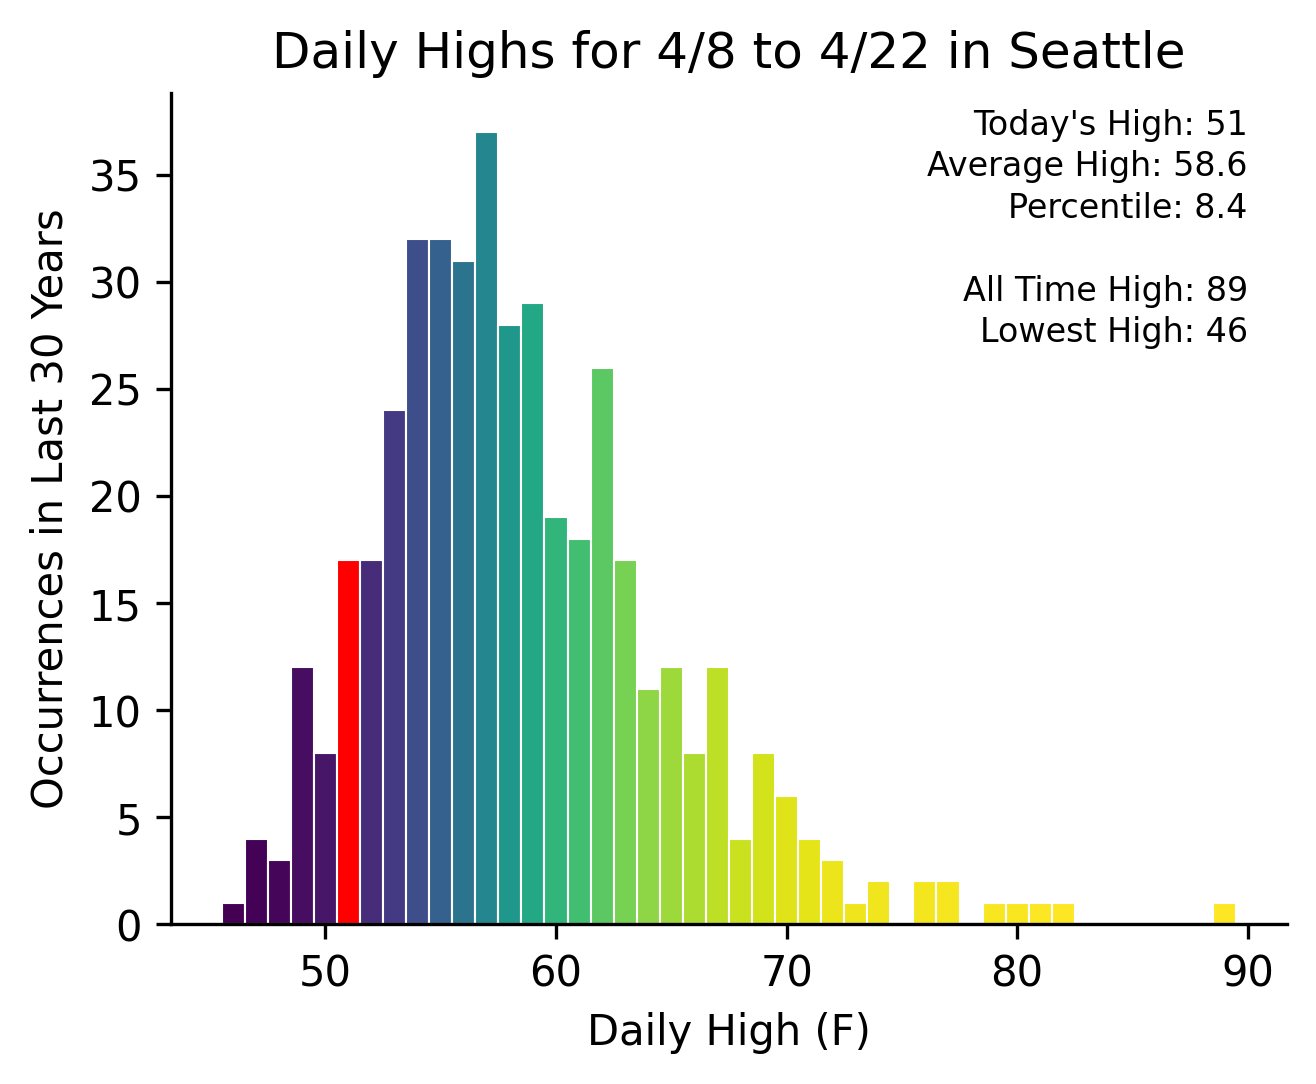 Daily Highs for 4/8 to 4/22 in Seattle
Today's High: 51
Average High: 58.6
Percentile: 8.4
All Time High: 89
Lowest High: 46
Occurrences in Last 30 Years
35
30
25
20
15
10
5
0
50 60 70 80 90
Daily High (F)